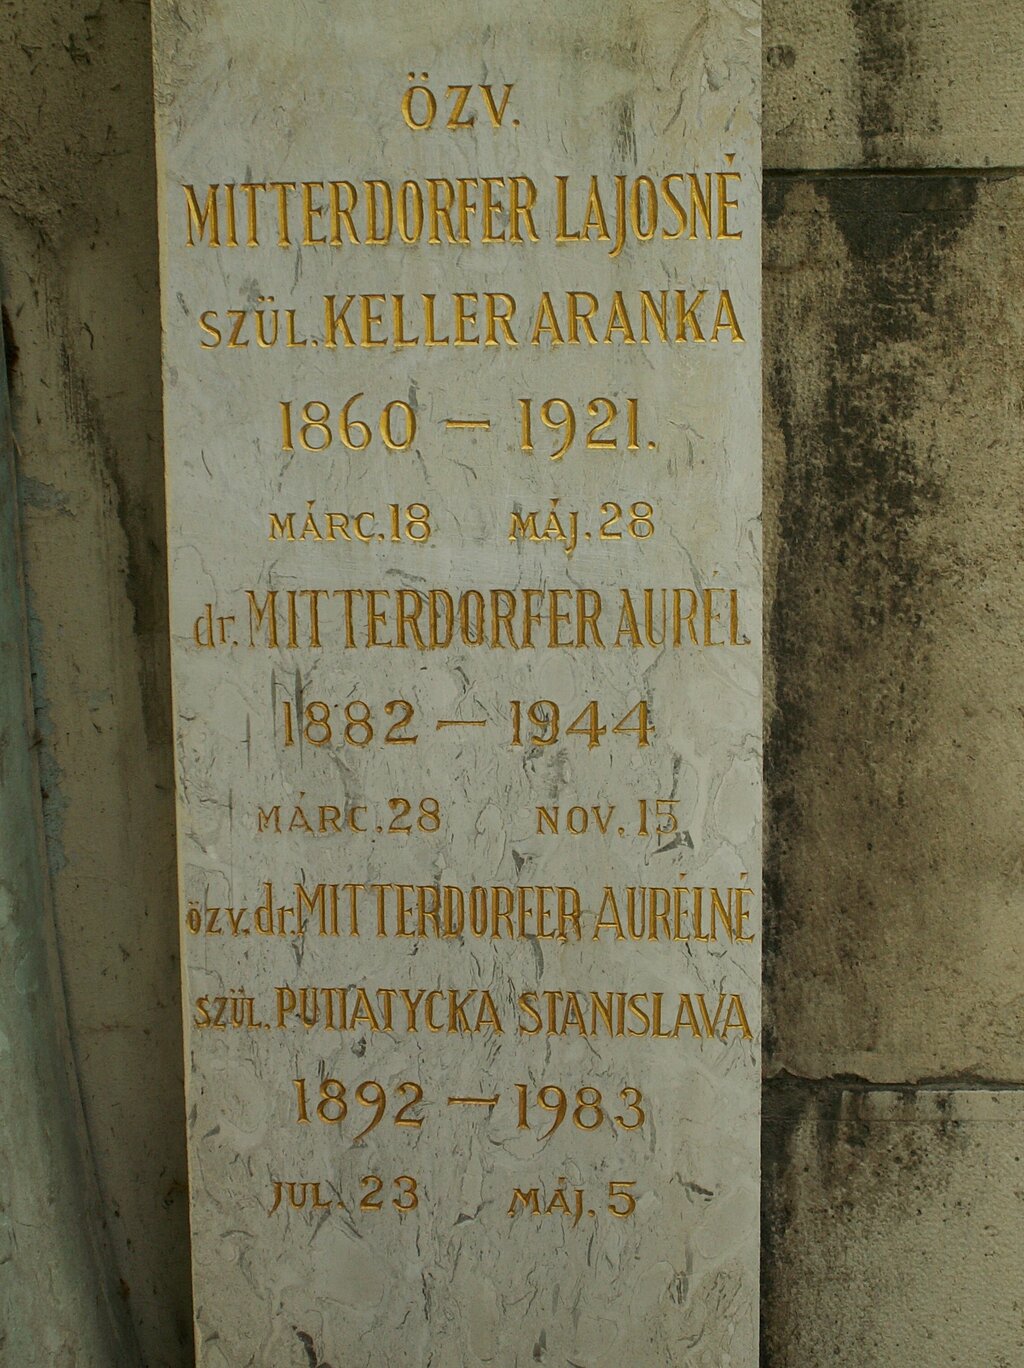 ÖZV.
MITTERDORFER LAJOSNÉ
SZÜL. KELLER ARANKA
1860 — 1921.
MÁRC. 18 MÁJ. 28
dr. MITTERDORFER AURÉL
1882 — 1944
MÁRC. 28 NOV. 15
özv. dr. MITTERDORFER AURÉLNÉ
SZÜL. PUTIATYCKA STANISLAVA
1892 — 1983
JUL. 23 MÁJ. 5